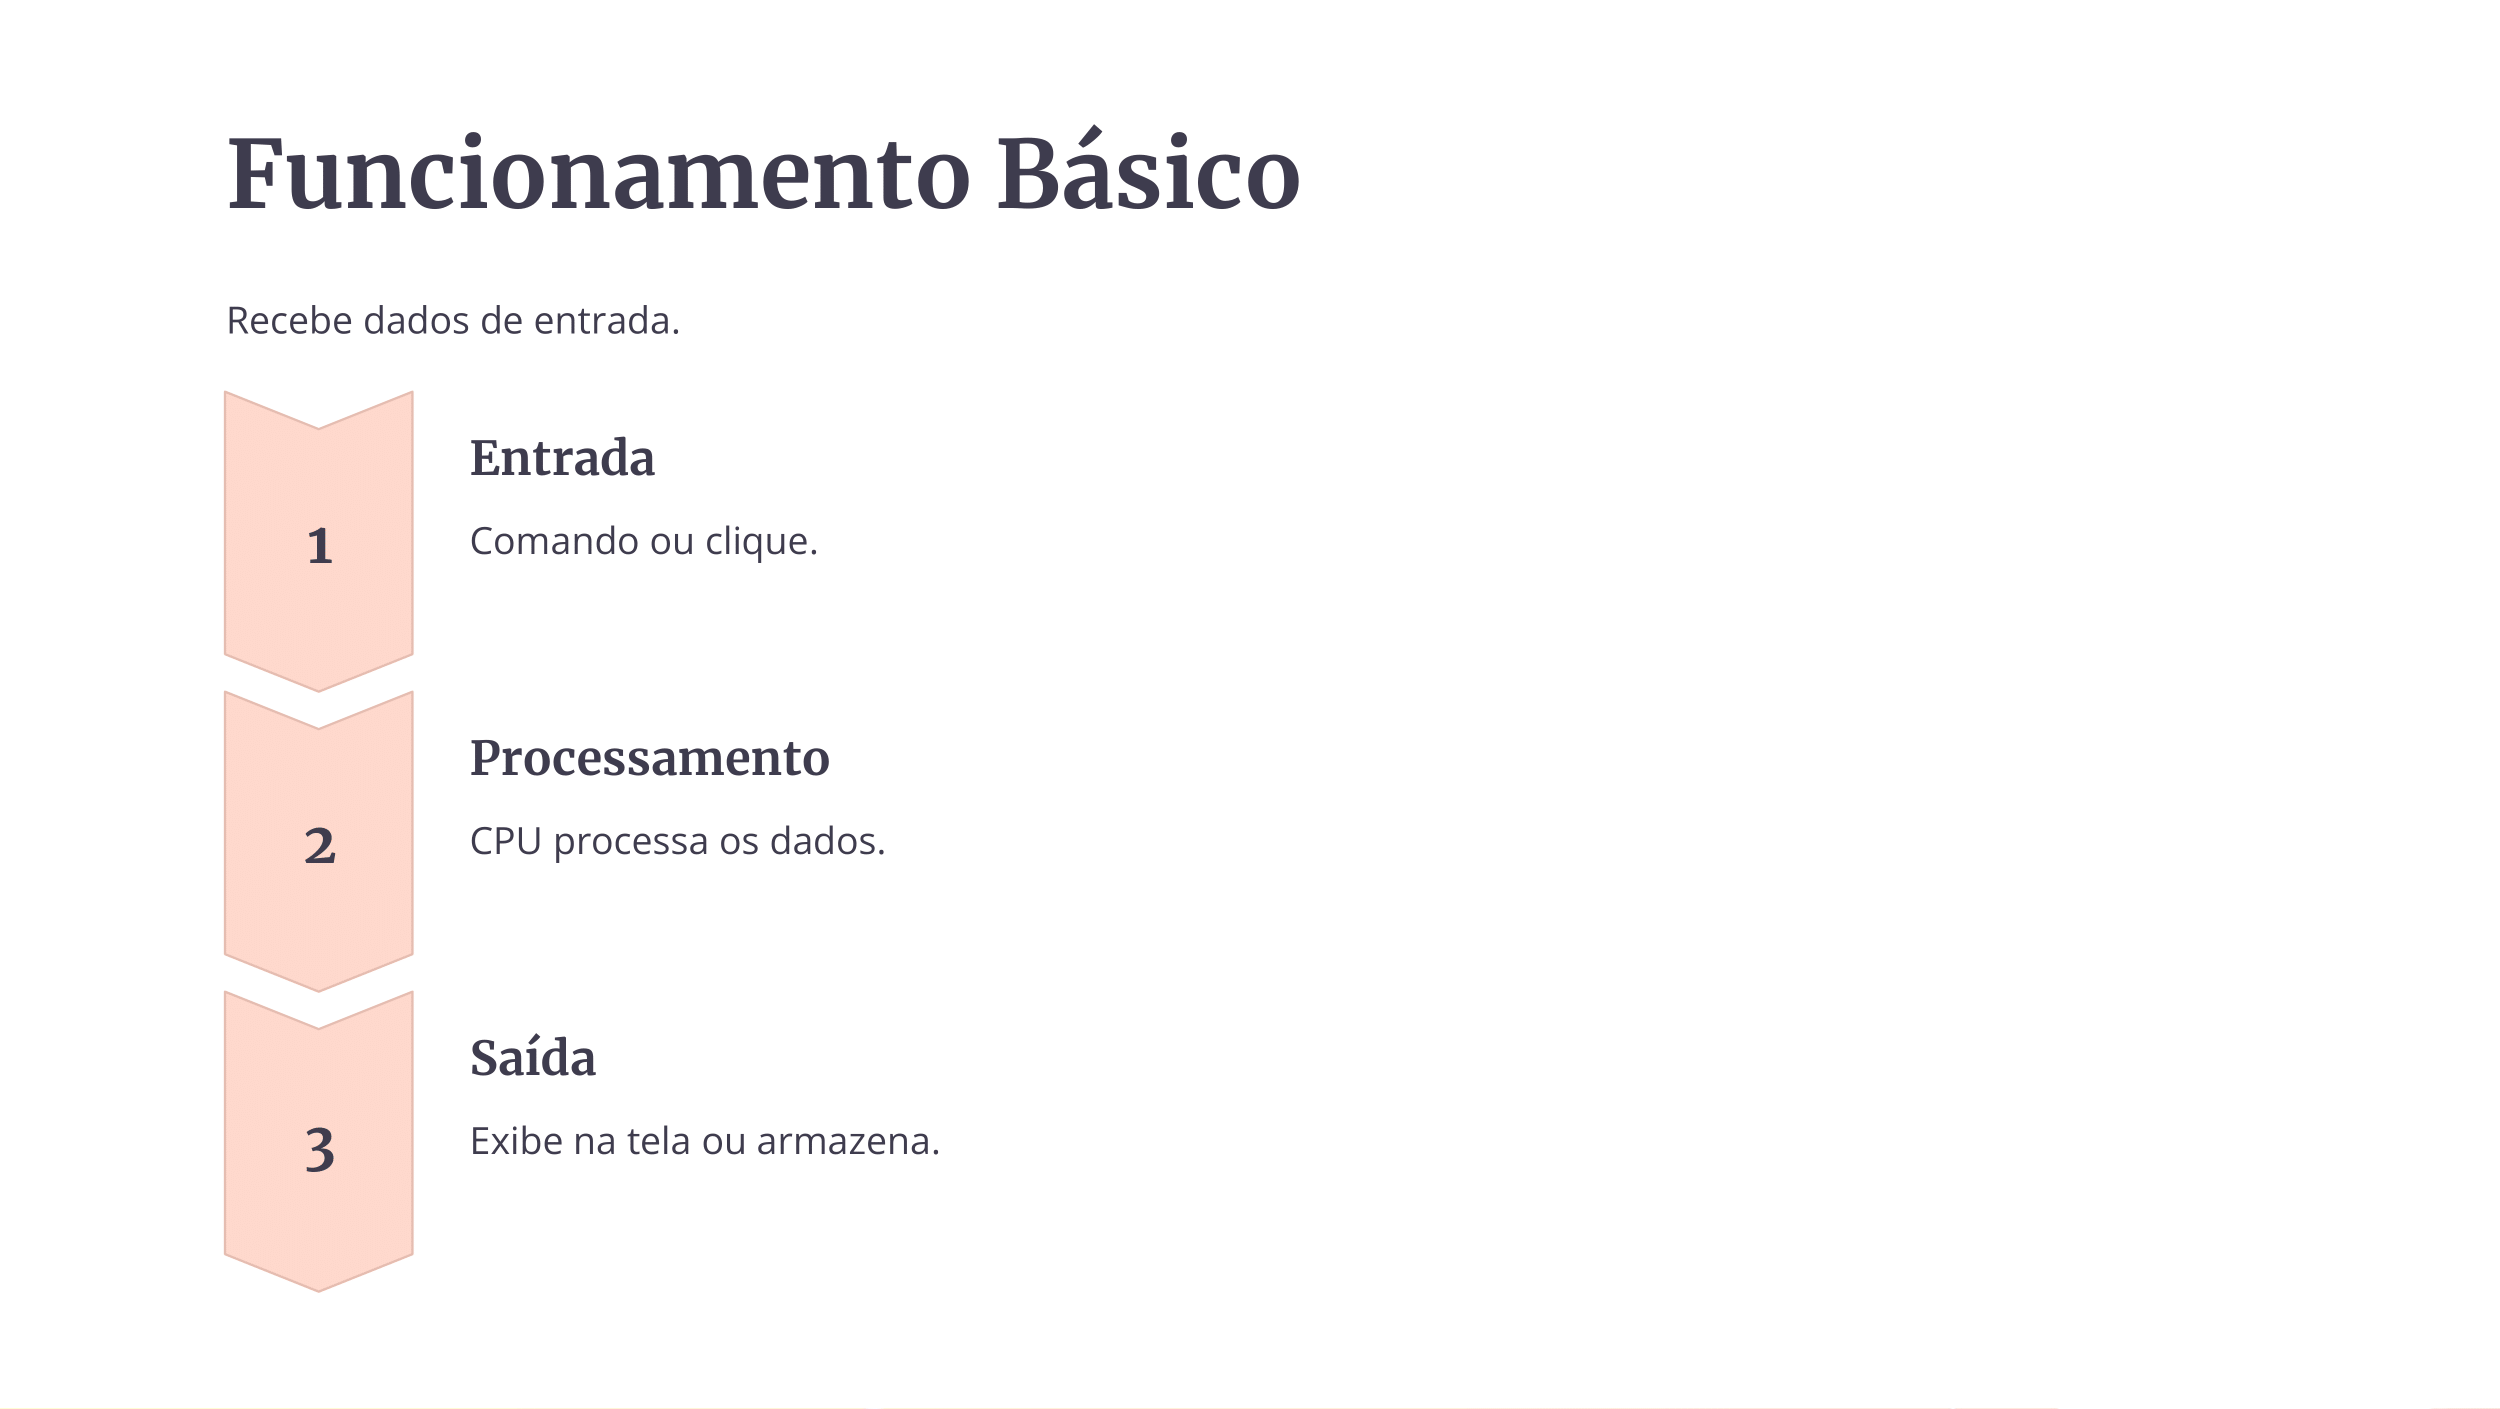 Funcionamento Básico
Recebe dados de entrada.
1
Entrada
Comando ou clique.
2
Processamento
CPU processa os dados.
3
Saída
Exibe na tela ou armazena.